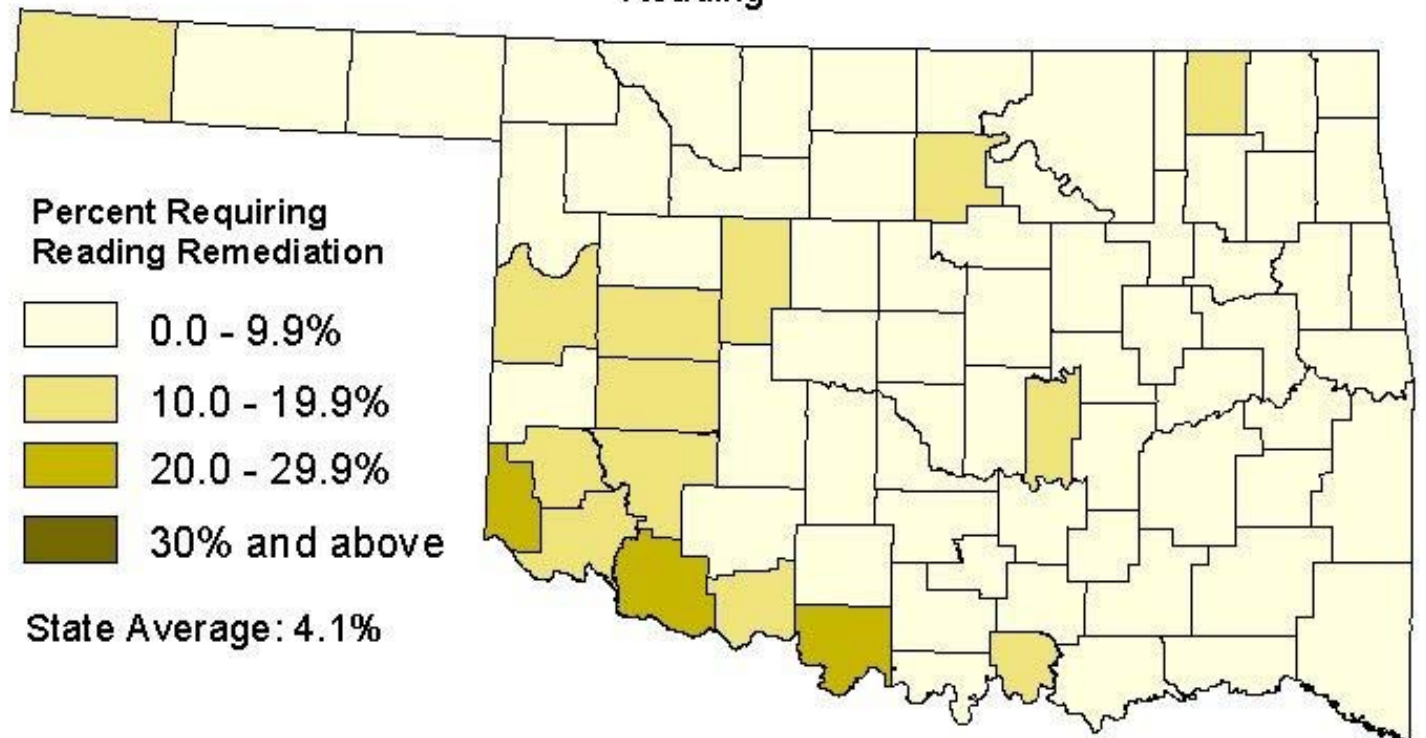 Percent Requiring
Reading Remediation
0.0 - 9.9%
10.0 - 19.9%
20.0 - 29.9%
30% and above
State Average: 4.1%